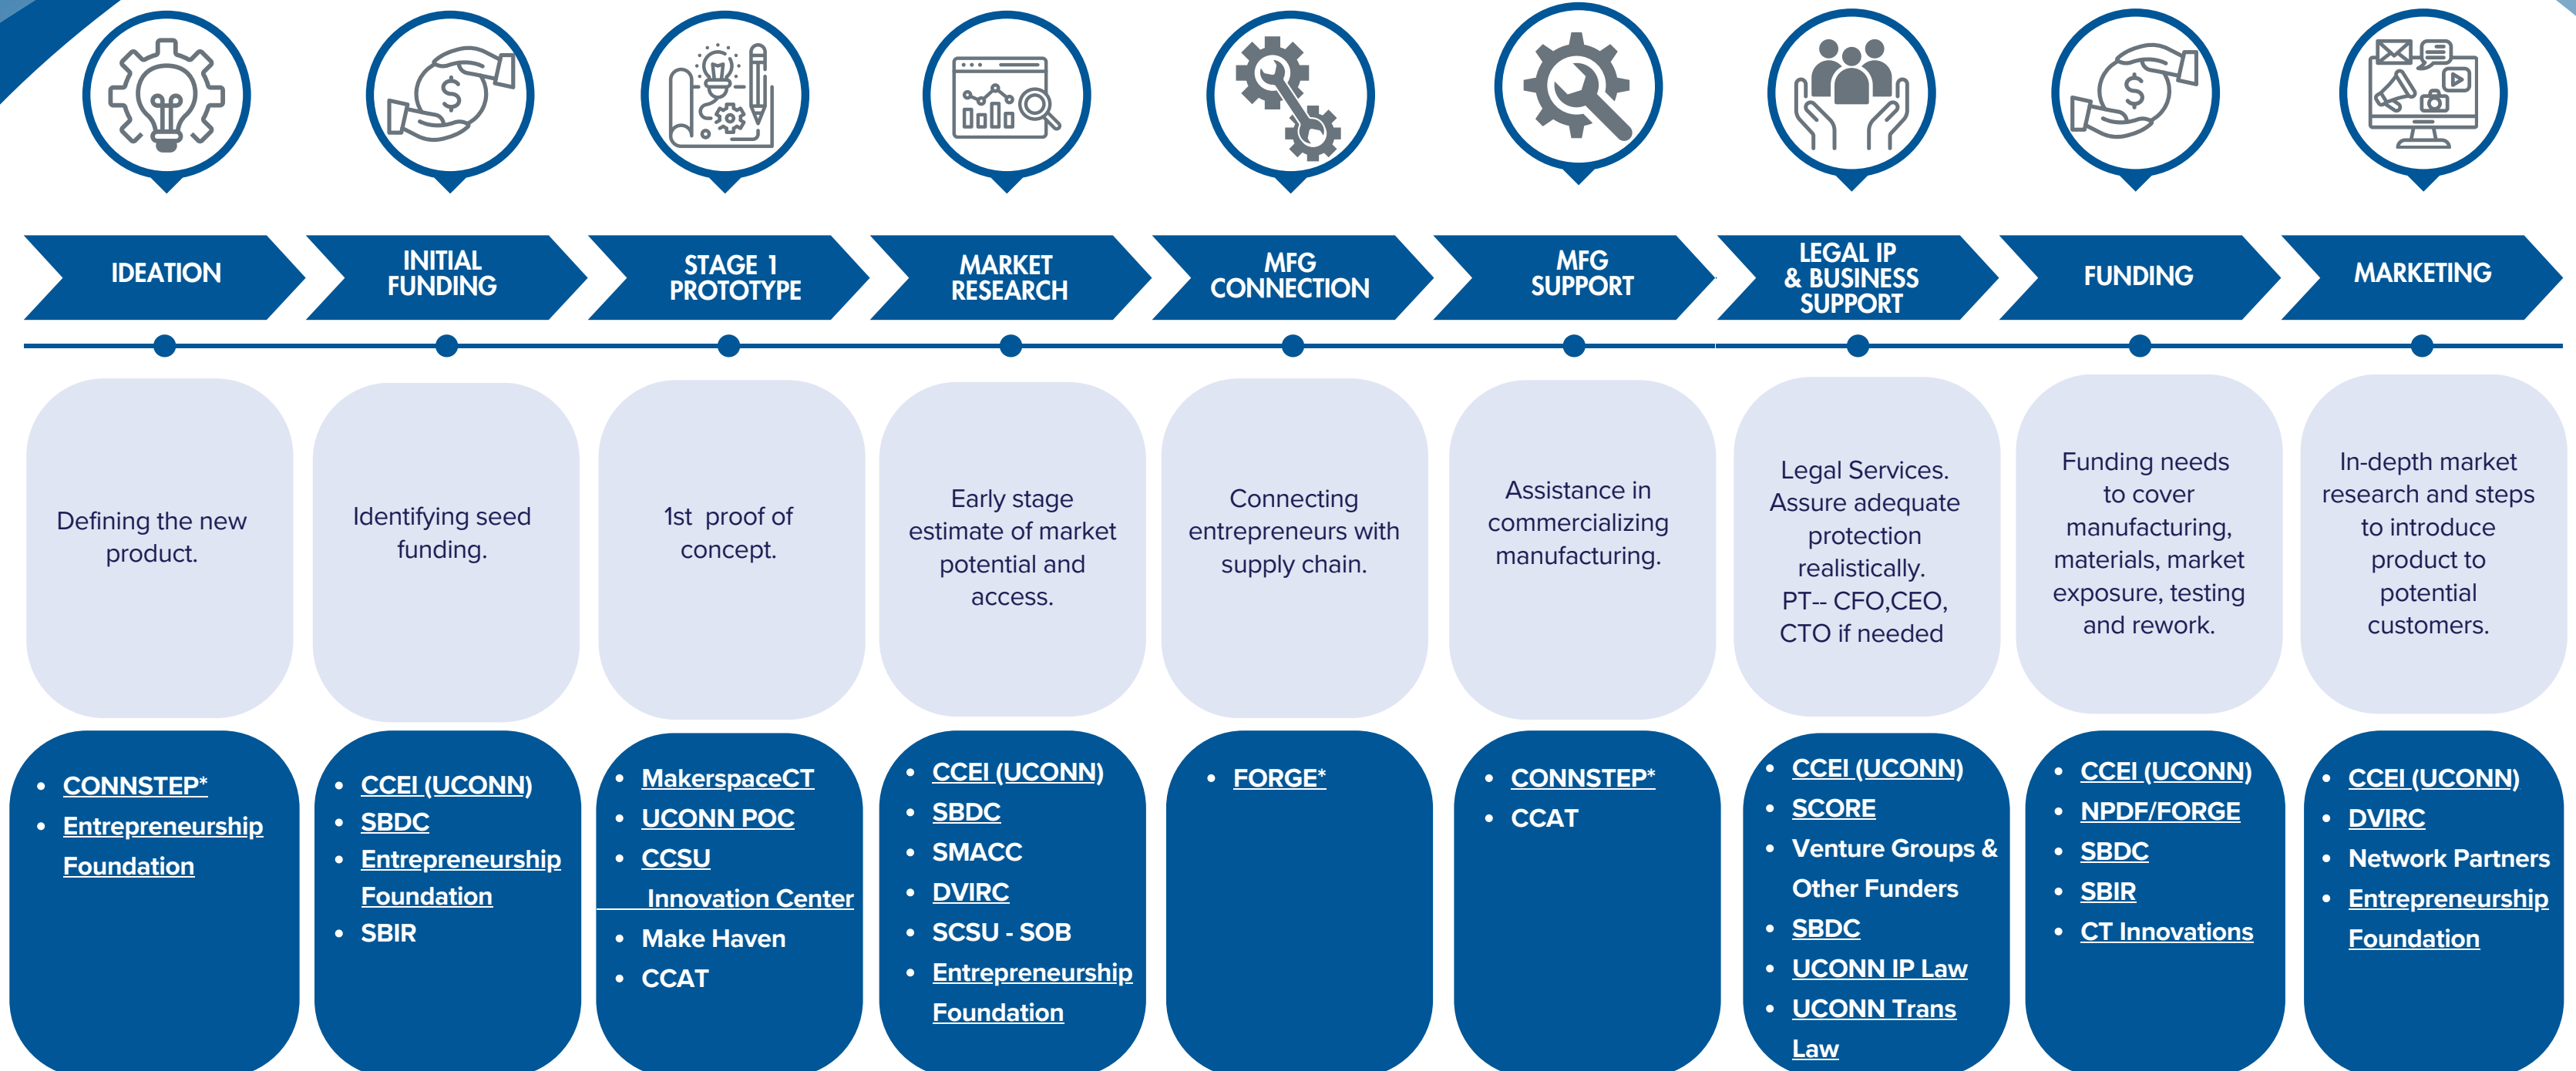 IDEATION
INITIAL
FUNDING
STAGE 1
PROTOTYPE
MARKET
RESEARCH
MFG
CONNECTION
MFG
SUPPORT
LEGAL IP
& BUSINESS
SUPPORT
FUNDING
MARKETING
Defining the new
product.
Identifying seed
funding.
1st proof of
concept.
Early stage
estimate of market
potential and
access.
Connecting
entrepreneurs with
supply chain.
Assistance in
commercializing
manufacturing.
Legal Services.
Assure adequate
protection
realistically.
PT-- CFO,CEO,
CTO if needed
Funding needs
to cover
manufacturing,
materials, market
exposure, testing
and rework.
In-depth market
research and steps
to introduce
product to
potential
customers.
• CONNSTEP*
• Entrepreneurship
Foundation
• CCEI (UCONN)
• SBDC
• Entrepreneurship
Foundation
• SBIR
• MakerspaceCT
• UCONN POC
• CCSU
Innovation Center
• Make Haven
• CCAT
• CCEI (UCONN)
• SBDC
• SMACC
• DVIRC
• SCSU - SOB
• Entrepreneurship
Foundation
• FORGE*
• CONNSTEP*
• CCAT
• CCEI (UCONN)
• SCORE
• Venture Groups &
Other Funders
• SBDC
• UCONN IP Law
• UCONN Trans
Law
• CCEI (UCONN)
• NPDF/FORGE
• SBDC
• SBIR
• CT Innovations
• CCEI (UCONN)
• DVIRC
• Network Partners
• Entrepreneurship
Foundation